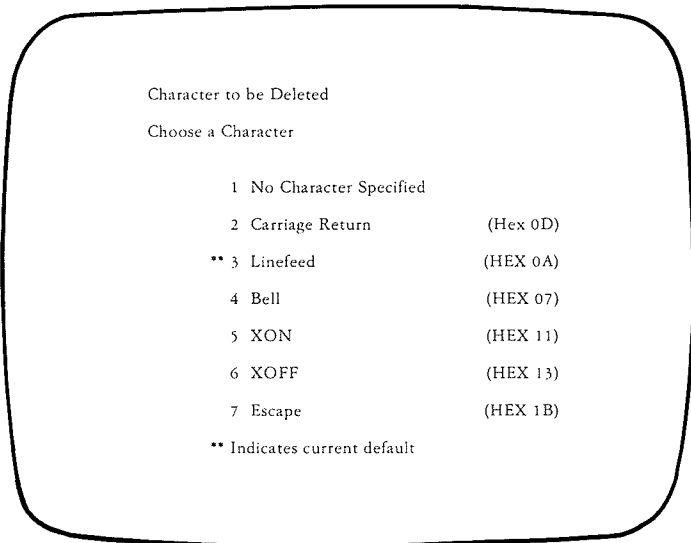 Character to be Deleted
Choose a Character
1 No Character Specified
2 Carriage Return (Hex 0D)
** 3 Linefeed (HEX 0A)
4 Bell (HEX 07)
5 XON (HEX 11)
6 XOFF (HEX 13)
7 Escape (HEX 1B)
** Indicates current default